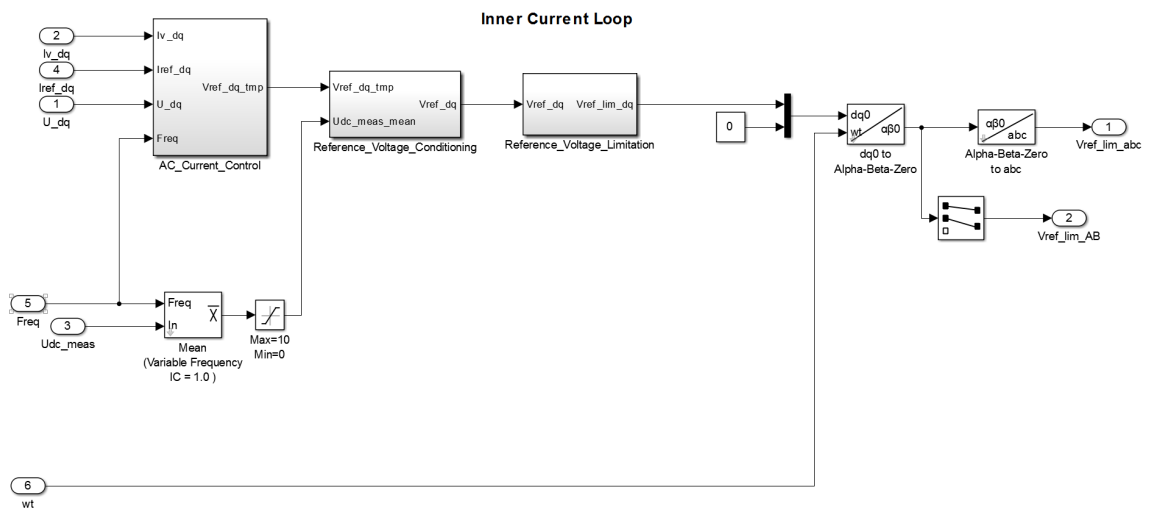 Inner Current Loop
2
Iv_dq
4
Iref_dq
1
U_dq
Iv_dq
Iref_dq
U_dq
Freq
Vref_dq_tmp
AC_Current_Control
Vref_dq_tmp
Udc_meas_mean
Vref_dq
Reference_Voltage_Conditioning
Vref_dq
Vref_lim_dq
Reference_Voltage_Limitation
0
dq0
wt
αβ0
dq0 to
Alpha-Beta-Zero
αβ0
abc
Alpha-Beta-Zero
to abc
1
Vref_lim_abc
2
Vref_lim_AB
5
Freq
3
Udc_meas
Freq
In
X
Mean
(Variable Frequency
IC = 1.0 )
Max=10
Min=0
6
wt